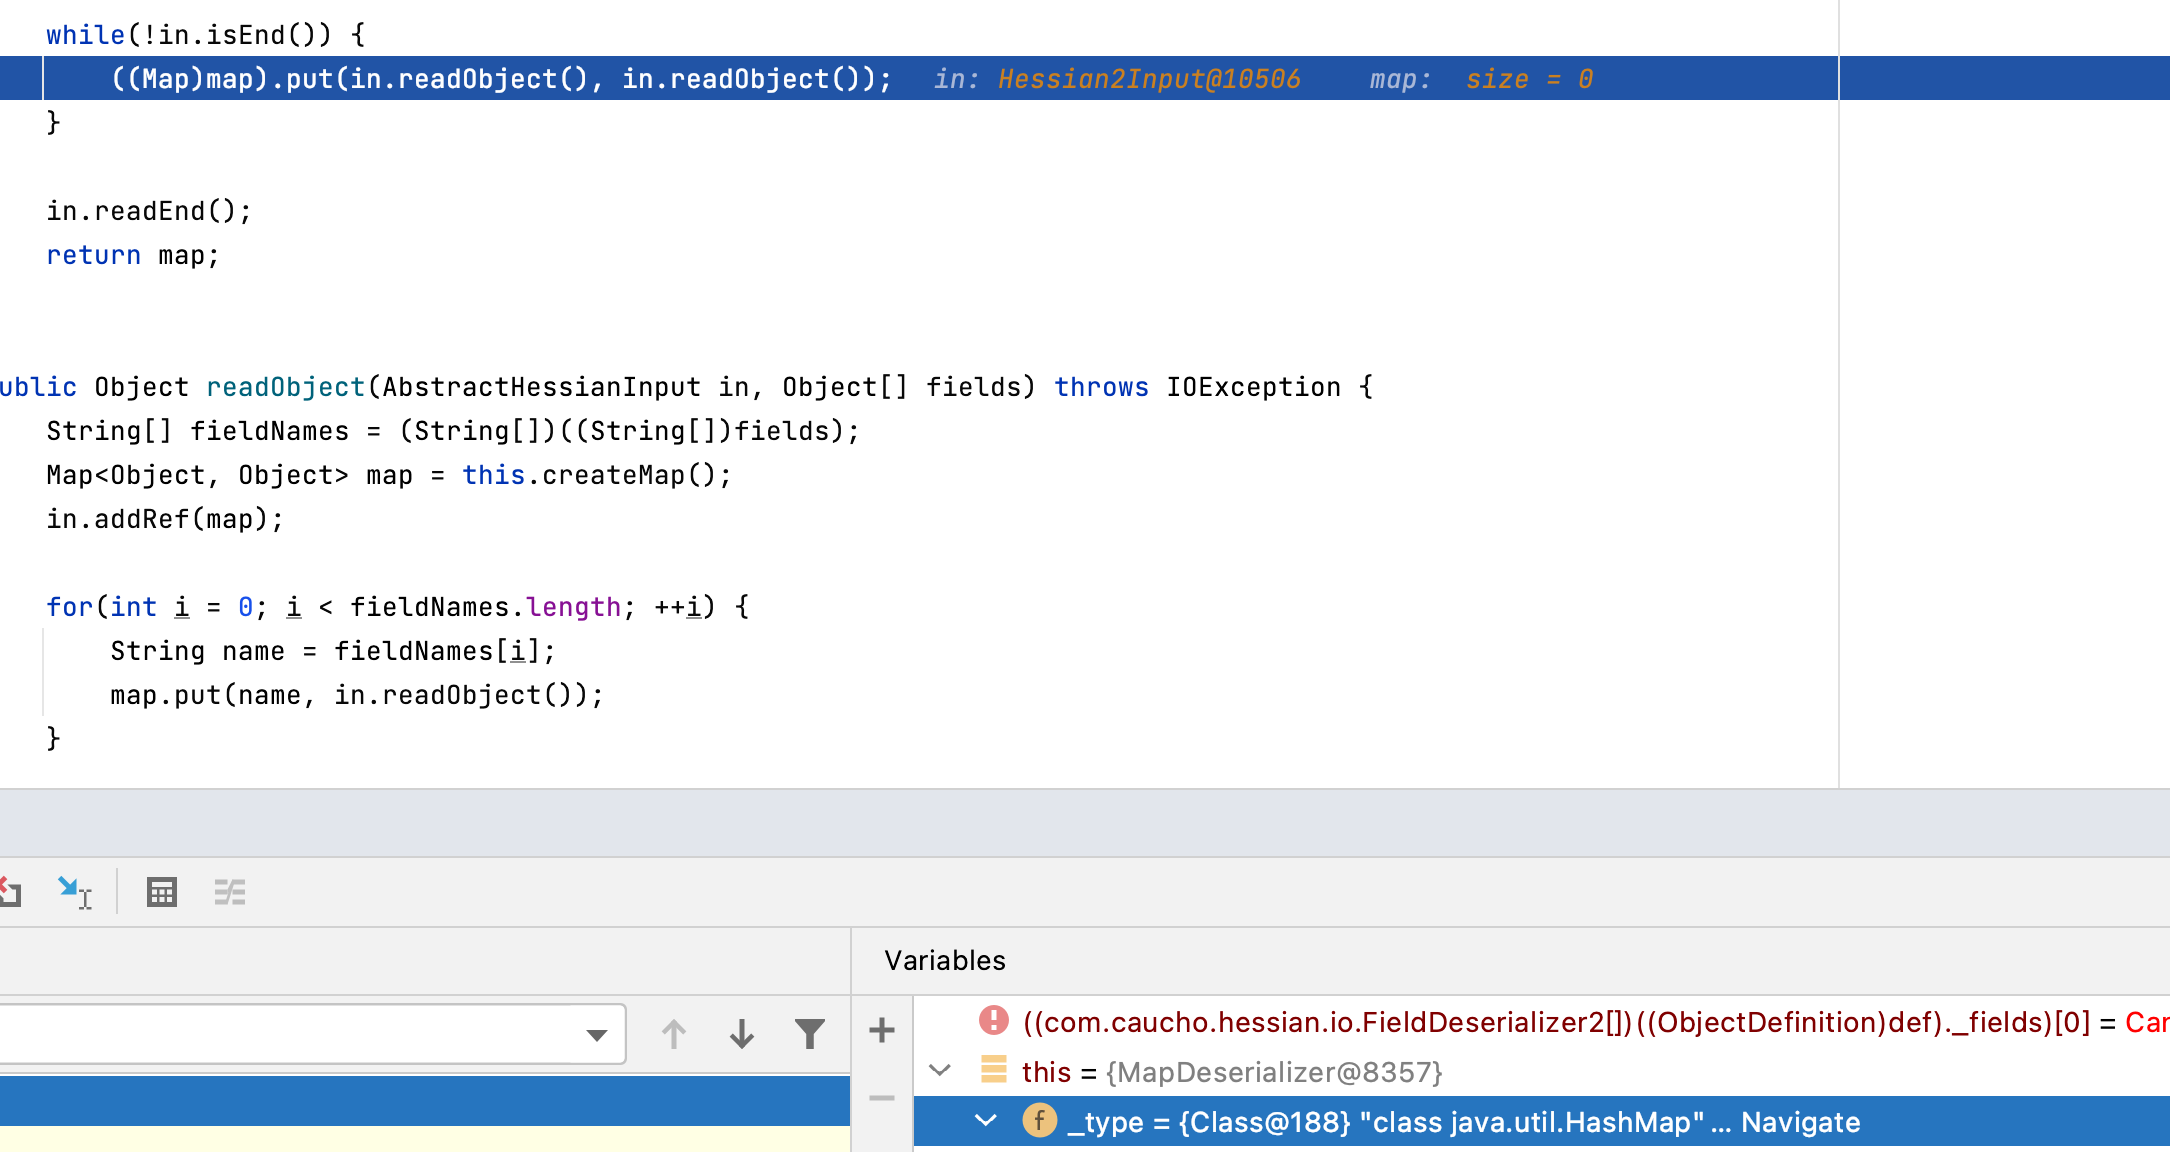 while(!in.isEnd()) {
((Map)map).put(in.readObject(), in.readObject()); in: Hessian2Input@10506 map: size = 0
}
in.readEnd();
return map;
ublic Object readObject(AbstractHessianInput in, Object[] fields) throws IOException {
String[] fieldNames = (String[])((String[])fields);
Map<Object, Object> map = this.createMap();
in.addRef(map);
for(int i = 0; i < fieldNames.length; ++i) {
String name = fieldNames[i];
map.put(name, in.readObject());
}
Variables
((com.caucho.hessian.io.FieldDeserializer2[])((ObjectDefinition)def)._fields)[0] = Car
this = {MapDeserializer@8357}
f _type = {Class@188} "class java.util.HashMap" ... Navigate